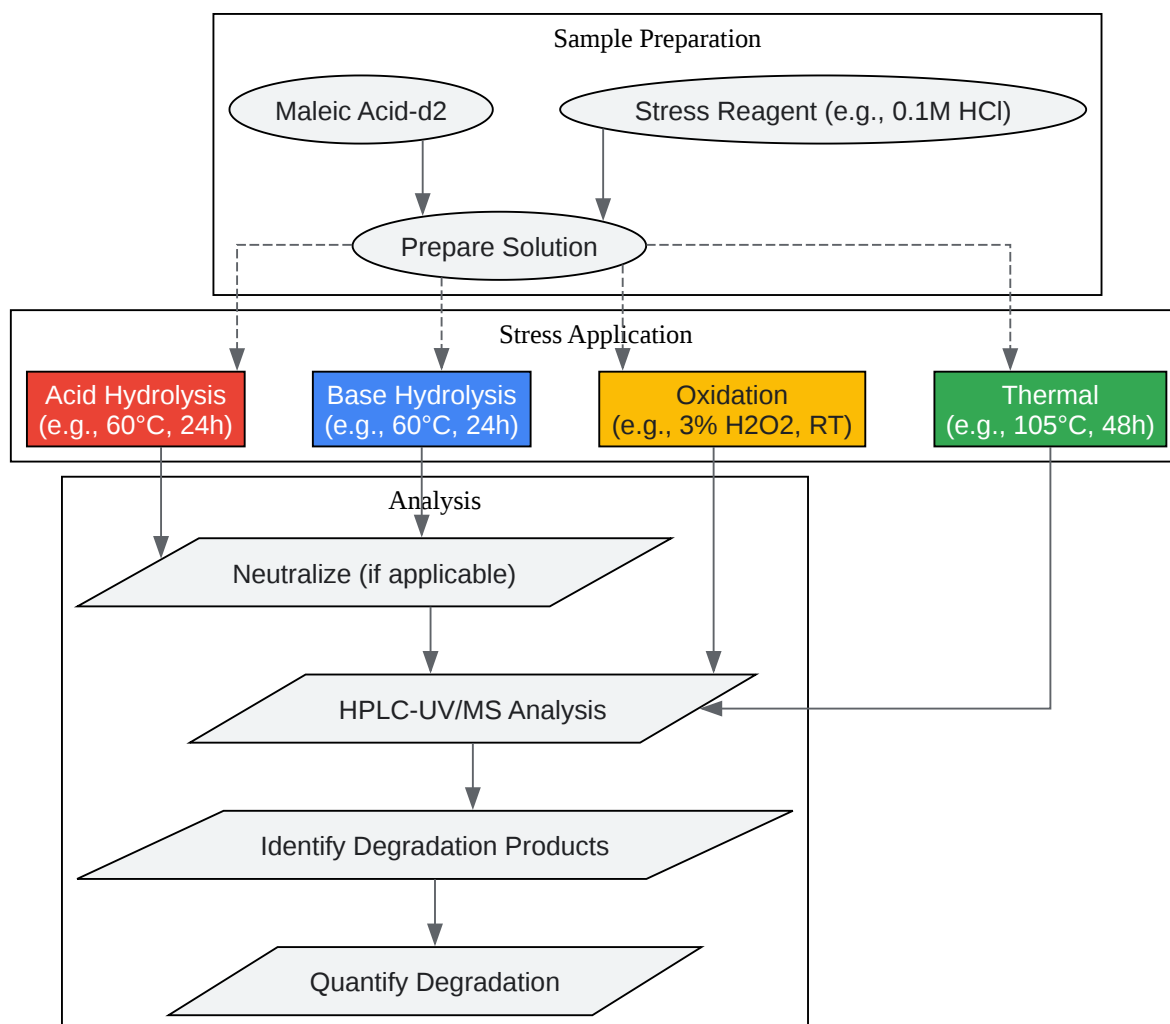 Sample Preparation
Maleic Acid-d2
Stress Reagent (e.g., 0.1M HCl)
Prepare Solution
Stress Application
Acid Hydrolysis
(e.g., 60°C, 24h)
Base Hydrolysis
(e.g., 60°C, 24h)
Oxidation
(e.g., 3% H2O2, RT)
Thermal
(e.g., 105°C, 48h)
Analysis
Neutralize (if applicable)
HPLC-UV/MS Analysis
Identify Degradation Products
Quantify Degradation